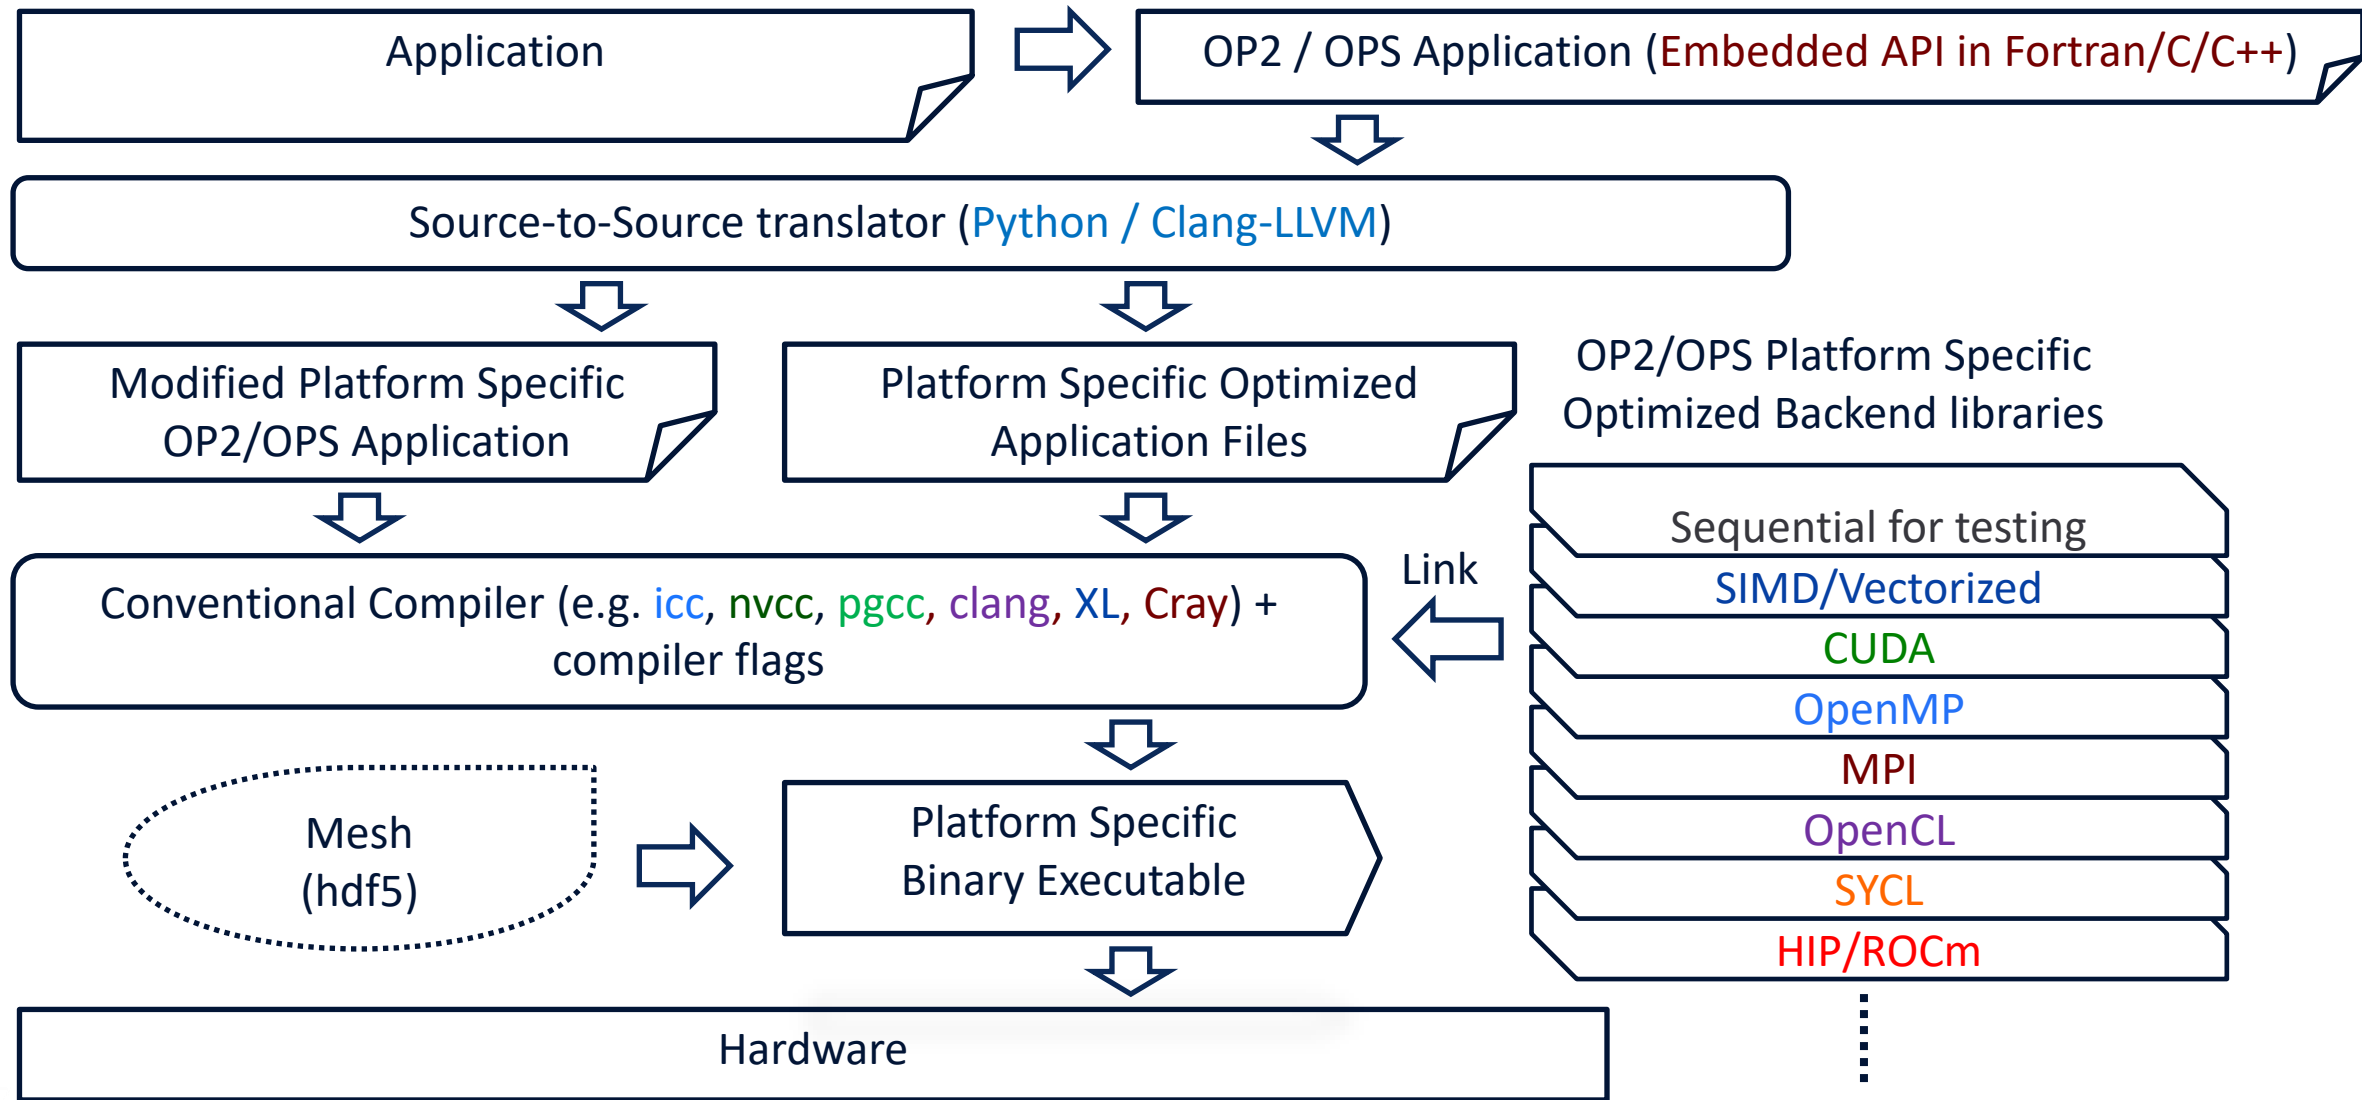 Application
OP2 / OPS Application (Embedded API in Fortran/C/C++)
Source-to-Source translator (Python / Clang-LLVM)
Modified Platform Specific
OP2/OPS Application
Platform Specific Optimized
Application Files
OP2/OPS Platform Specific
Optimized Backend libraries
Sequential for testing
SIMD/Vectorized
CUDA
OpenMP
MPI
OpenCL
SYCL
HIP/ROCm
Link
Conventional Compiler (e.g. icc, nvcc, pgcc, clang, XL, Cray) +
compiler flags
Mesh
(hdf5)
Platform Specific
Binary Executable
Hardware